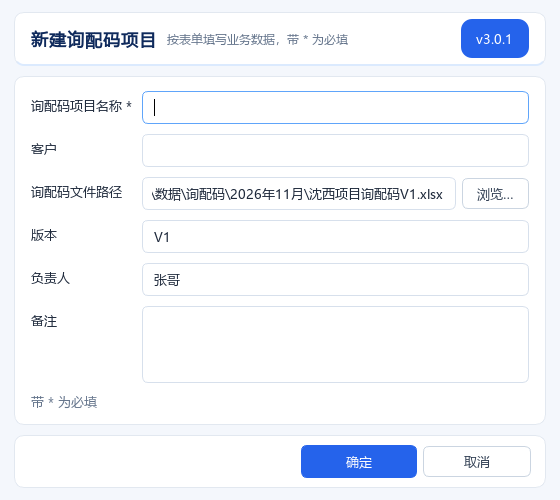 新建询配码项目 按表单填写业务数据，带 * 为必填 v3.0.1
询配码项目名称 *
客户
询配码文件路径 \数据\询配码\2026年11月\沈西项目询配码V1.xlsx 浏览...
版本 V1
负责人 张哥
备注
带 * 为必填
确定 取消